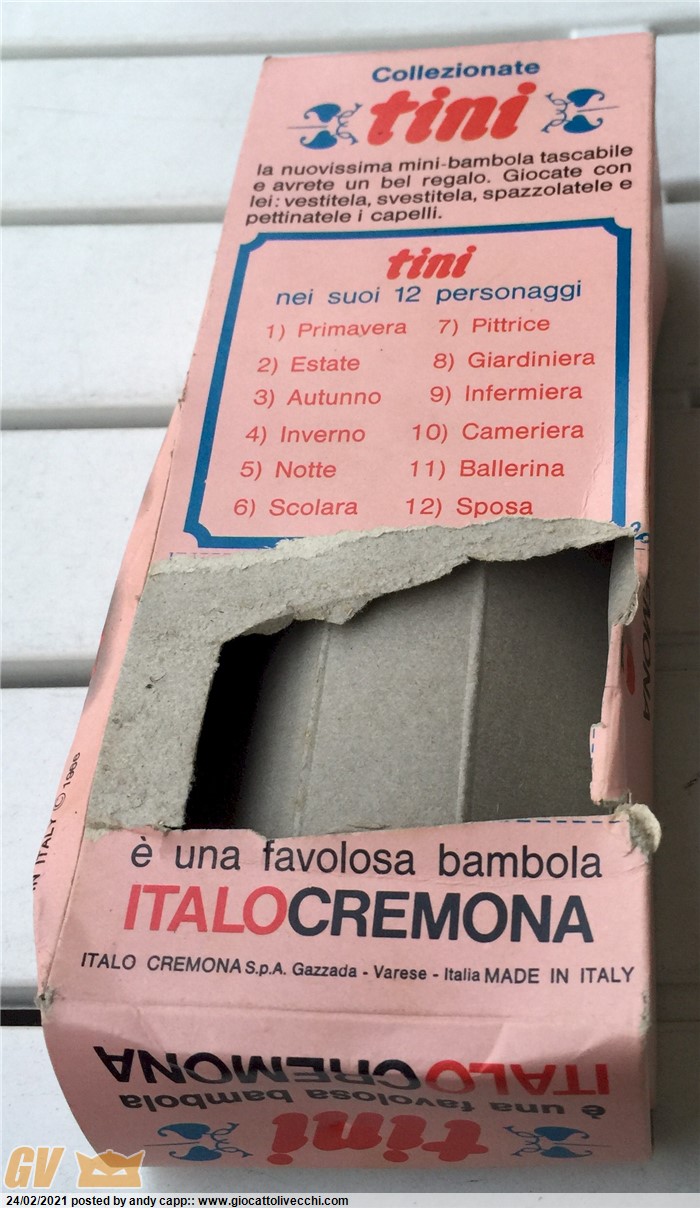 Collezionate
tini
la nuovissima mini-bambola tascabile
e avrete un bel regalo. Giocate con
lei: vestitela, svestitela, spazzolatele e
pettinatele i capelli.
tini
nei suoi 12 personaggi
1) Primavera 7) Pittrice
2) Estate 8) Giardiniera
3) Autunno 9) Infermiera
4) Inverno 10) Cameriera
5) Notte 11) Ballerina
6) Scolara 12) Sposa
ITALY © 1966
è una favolosa bambola
ITALOCREMONA
ITALO CREMONA S.p.A. Gazzada - Varese - Italia MADE IN ITALY
ITALOCREMONA
è una favolosa bambola
tini
GV
24/02/2021 posted by andy capp:: www.giocattolivecchi.com